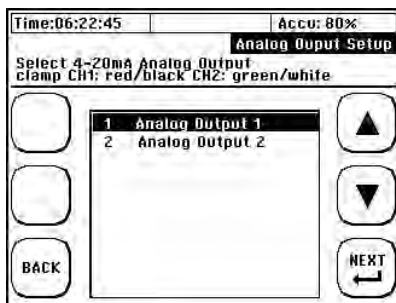 Time:06:22:45 Accu: 80%
Analog Ouput Setup
Select 4-20mA Analog Output
clamp CH1: red/black CH2: green/white
1 Analog Output 1
2 Analog Output 2
BACK
NEXT